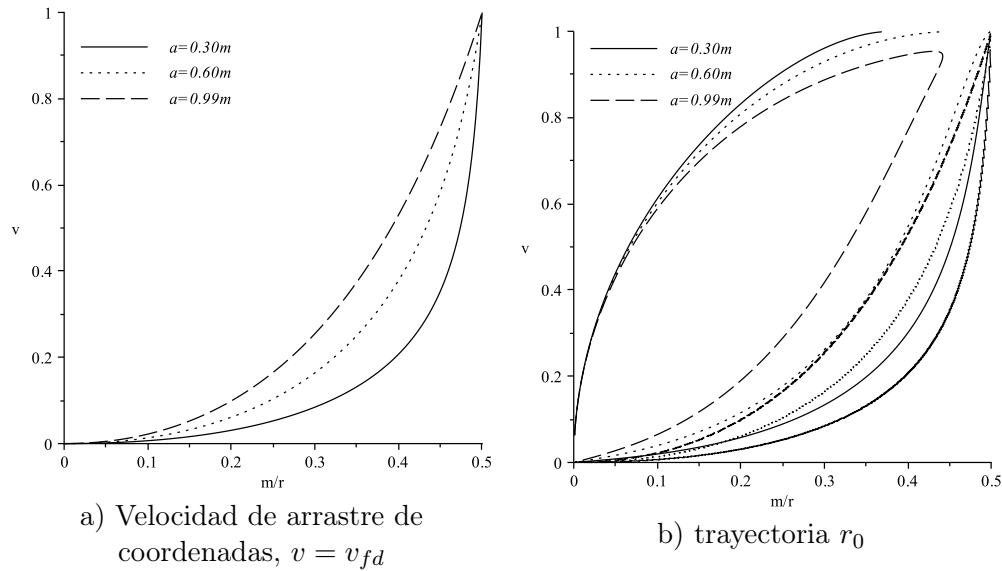 1
a=0.30m
a=0.60m
a=0.99m
0.8
0.6
v
0.4
0.2
0
0
0.1
0.2
0.3
0.4
0.5
m/r
a) Velocidad de arrastre de
coordenadas, v = v_{fd}
1
a=0.30m
a=0.60m
a=0.99m
0.8
0.6
v
0.4
0.2
0
0
0.1
0.2
0.3
0.4
0.5
m/r
b) trayectoria r_0